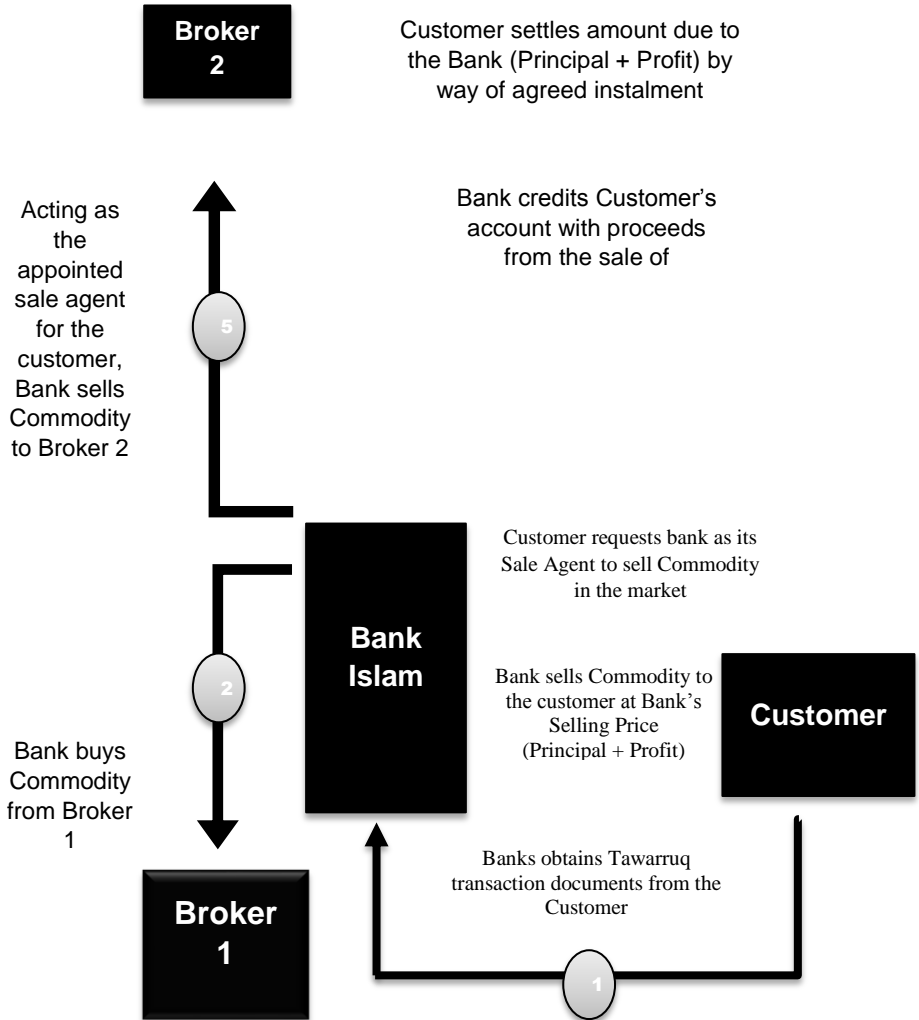 Broker
2
Customer settles amount due to
the Bank (Principal + Profit) by
way of agreed instalment
Acting as
the
appointed
sale agent
for the
customer,
Bank sells
Commodity
to Broker 2
Bank credits Customer’s
account with proceeds
from the sale of
5
Customer requests bank as its
Sale Agent to sell Commodity
in the market
Bank
Islam
2
Bank sells Commodity to
the customer at Bank’s
Selling Price
(Principal + Profit)
Customer
Bank buys
Commodity
from Broker
1
Banks obtains Tawarruq
transaction documents from the
Customer
Broker
1
1